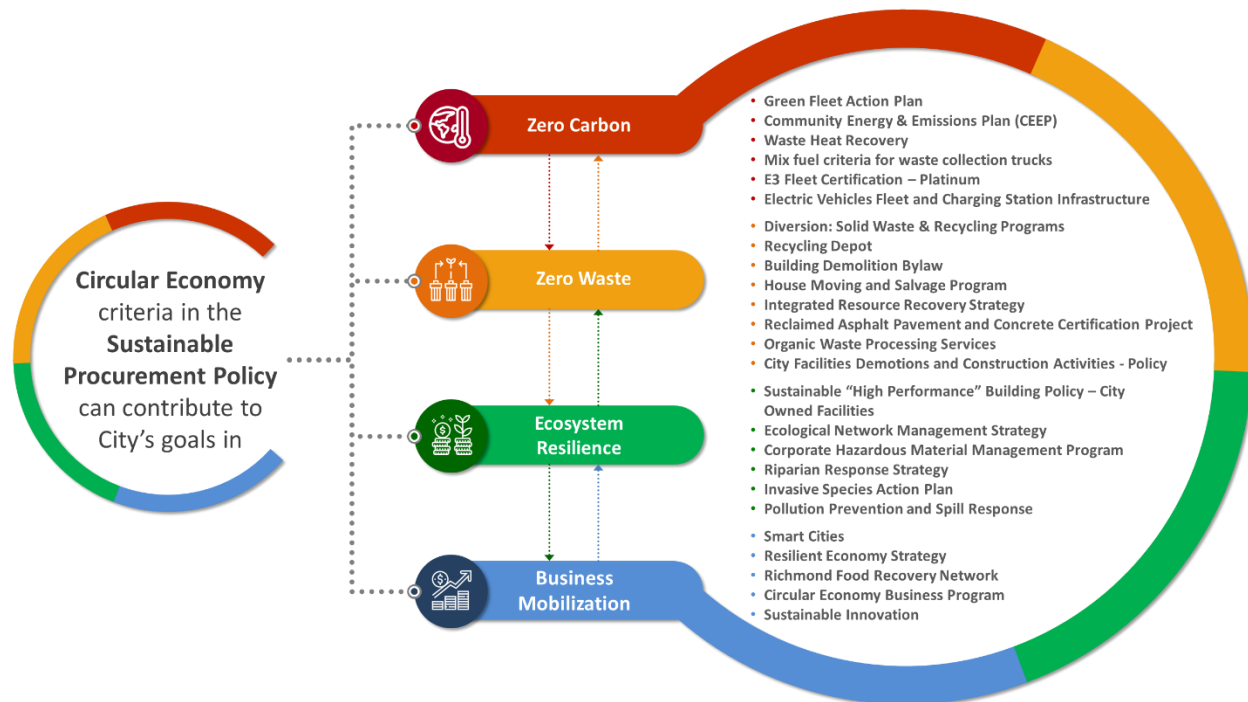 Circular Economy
criteria in the
Sustainable
Procurement Policy
can contribute to
City's goals in
Zero Carbon
Zero Waste
Ecosystem
Resilience
Business
Mobilization
• Green Fleet Action Plan
• Community Energy & Emissions Plan (CEEP)
• Waste Heat Recovery
• Mix fuel criteria for waste collection trucks
• E3 Fleet Certification – Platinum
• Electric Vehicles Fleet and Charging Station Infrastructure
• Diversion: Solid Waste & Recycling Programs
• Recycling Depot
• Building Demolition Bylaw
• House Moving and Salvage Program
• Integrated Resource Recovery Strategy
• Reclaimed Asphalt Pavement and Concrete Certification Project
• Organic Waste Processing Services
• City Facilities Demotions and Construction Activities - Policy
• Sustainable “High Performance” Building Policy – City
Owned Facilities
• Ecological Network Management Strategy
• Corporate Hazardous Material Management Program
• Riparian Response Strategy
• Invasive Species Action Plan
• Pollution Prevention and Spill Response
• Smart Cities
• Resilient Economy Strategy
• Richmond Food Recovery Network
• Circular Economy Business Program
• Sustainable Innovation